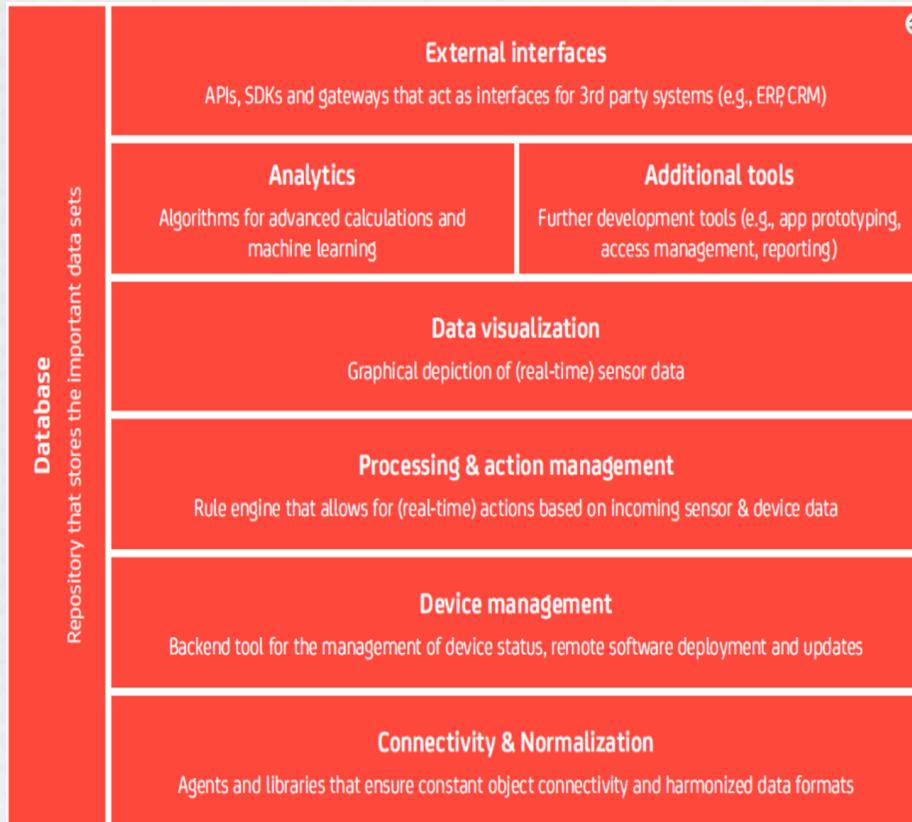 Database
Repository that stores the important data sets
External interfaces
APIs, SDKs and gateways that act as interfaces for 3rd party systems (e.g., ERP, CRM)
Analytics
Algorithms for advanced calculations and
machine learning
Additional tools
Further development tools (e.g., app prototyping,
access management, reporting)
Data visualization
Graphical depiction of (real-time) sensor data
Processing & action management
Rule engine that allows for (real-time) actions based on incoming sensor & device data
Device management
Backend tool for the management of device status, remote software deployment and updates
Connectivity & Normalization
Agents and libraries that ensure constant object connectivity and harmonized data formats